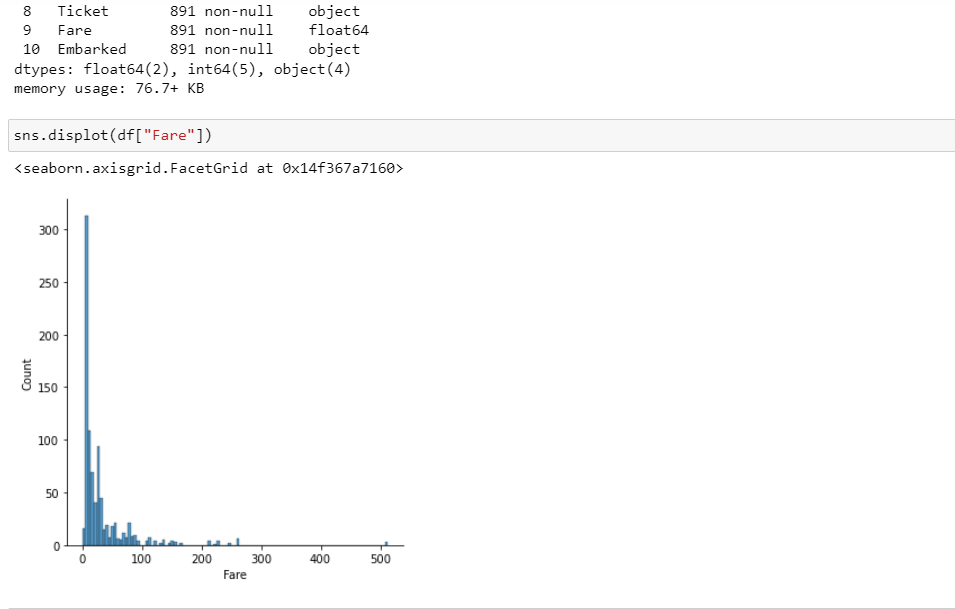 8 Ticket 891 non-null object
9 Fare 891 non-null float64
10 Embarked 891 non-null object
dtypes: float64(2), int64(5), object(4)
memory usage: 76.7+ KB
sns.displot(df["Fare"])
<seaborn.axisgrid.FacetGrid at 0x14f367a7160>
300
250
200
150
100
50
0
Count
0 100 200 300 400 500
Fare